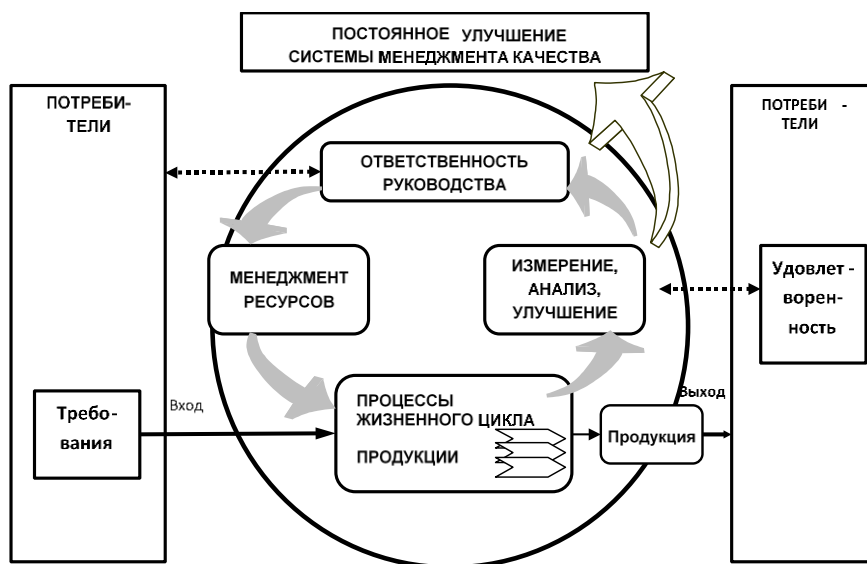 ПОСТОЯННОЕ УЛУЧШЕНИЕ
СИСТЕМЫ МЕНЕДЖМЕНТА КАЧЕСТВА
ПОТРЕБИ-
ТЕЛИ
ПОТРЕБИ -
ТЕЛИ
ОТВЕТСТВЕННОСТЬ
РУКОВОДСТВА
МЕНЕДЖМЕНТ
РЕСУРСОВ
ИЗМЕРЕНИЕ,
АНАЛИЗ,
УЛУЧШЕНИЕ
Удовлет -
ворен-
ность
Требо-
вания
Вход
ПРОЦЕССЫ
ЖИЗНЕННОГО ЦИКЛА
ПРОДУКЦИИ
Продукция
Выход